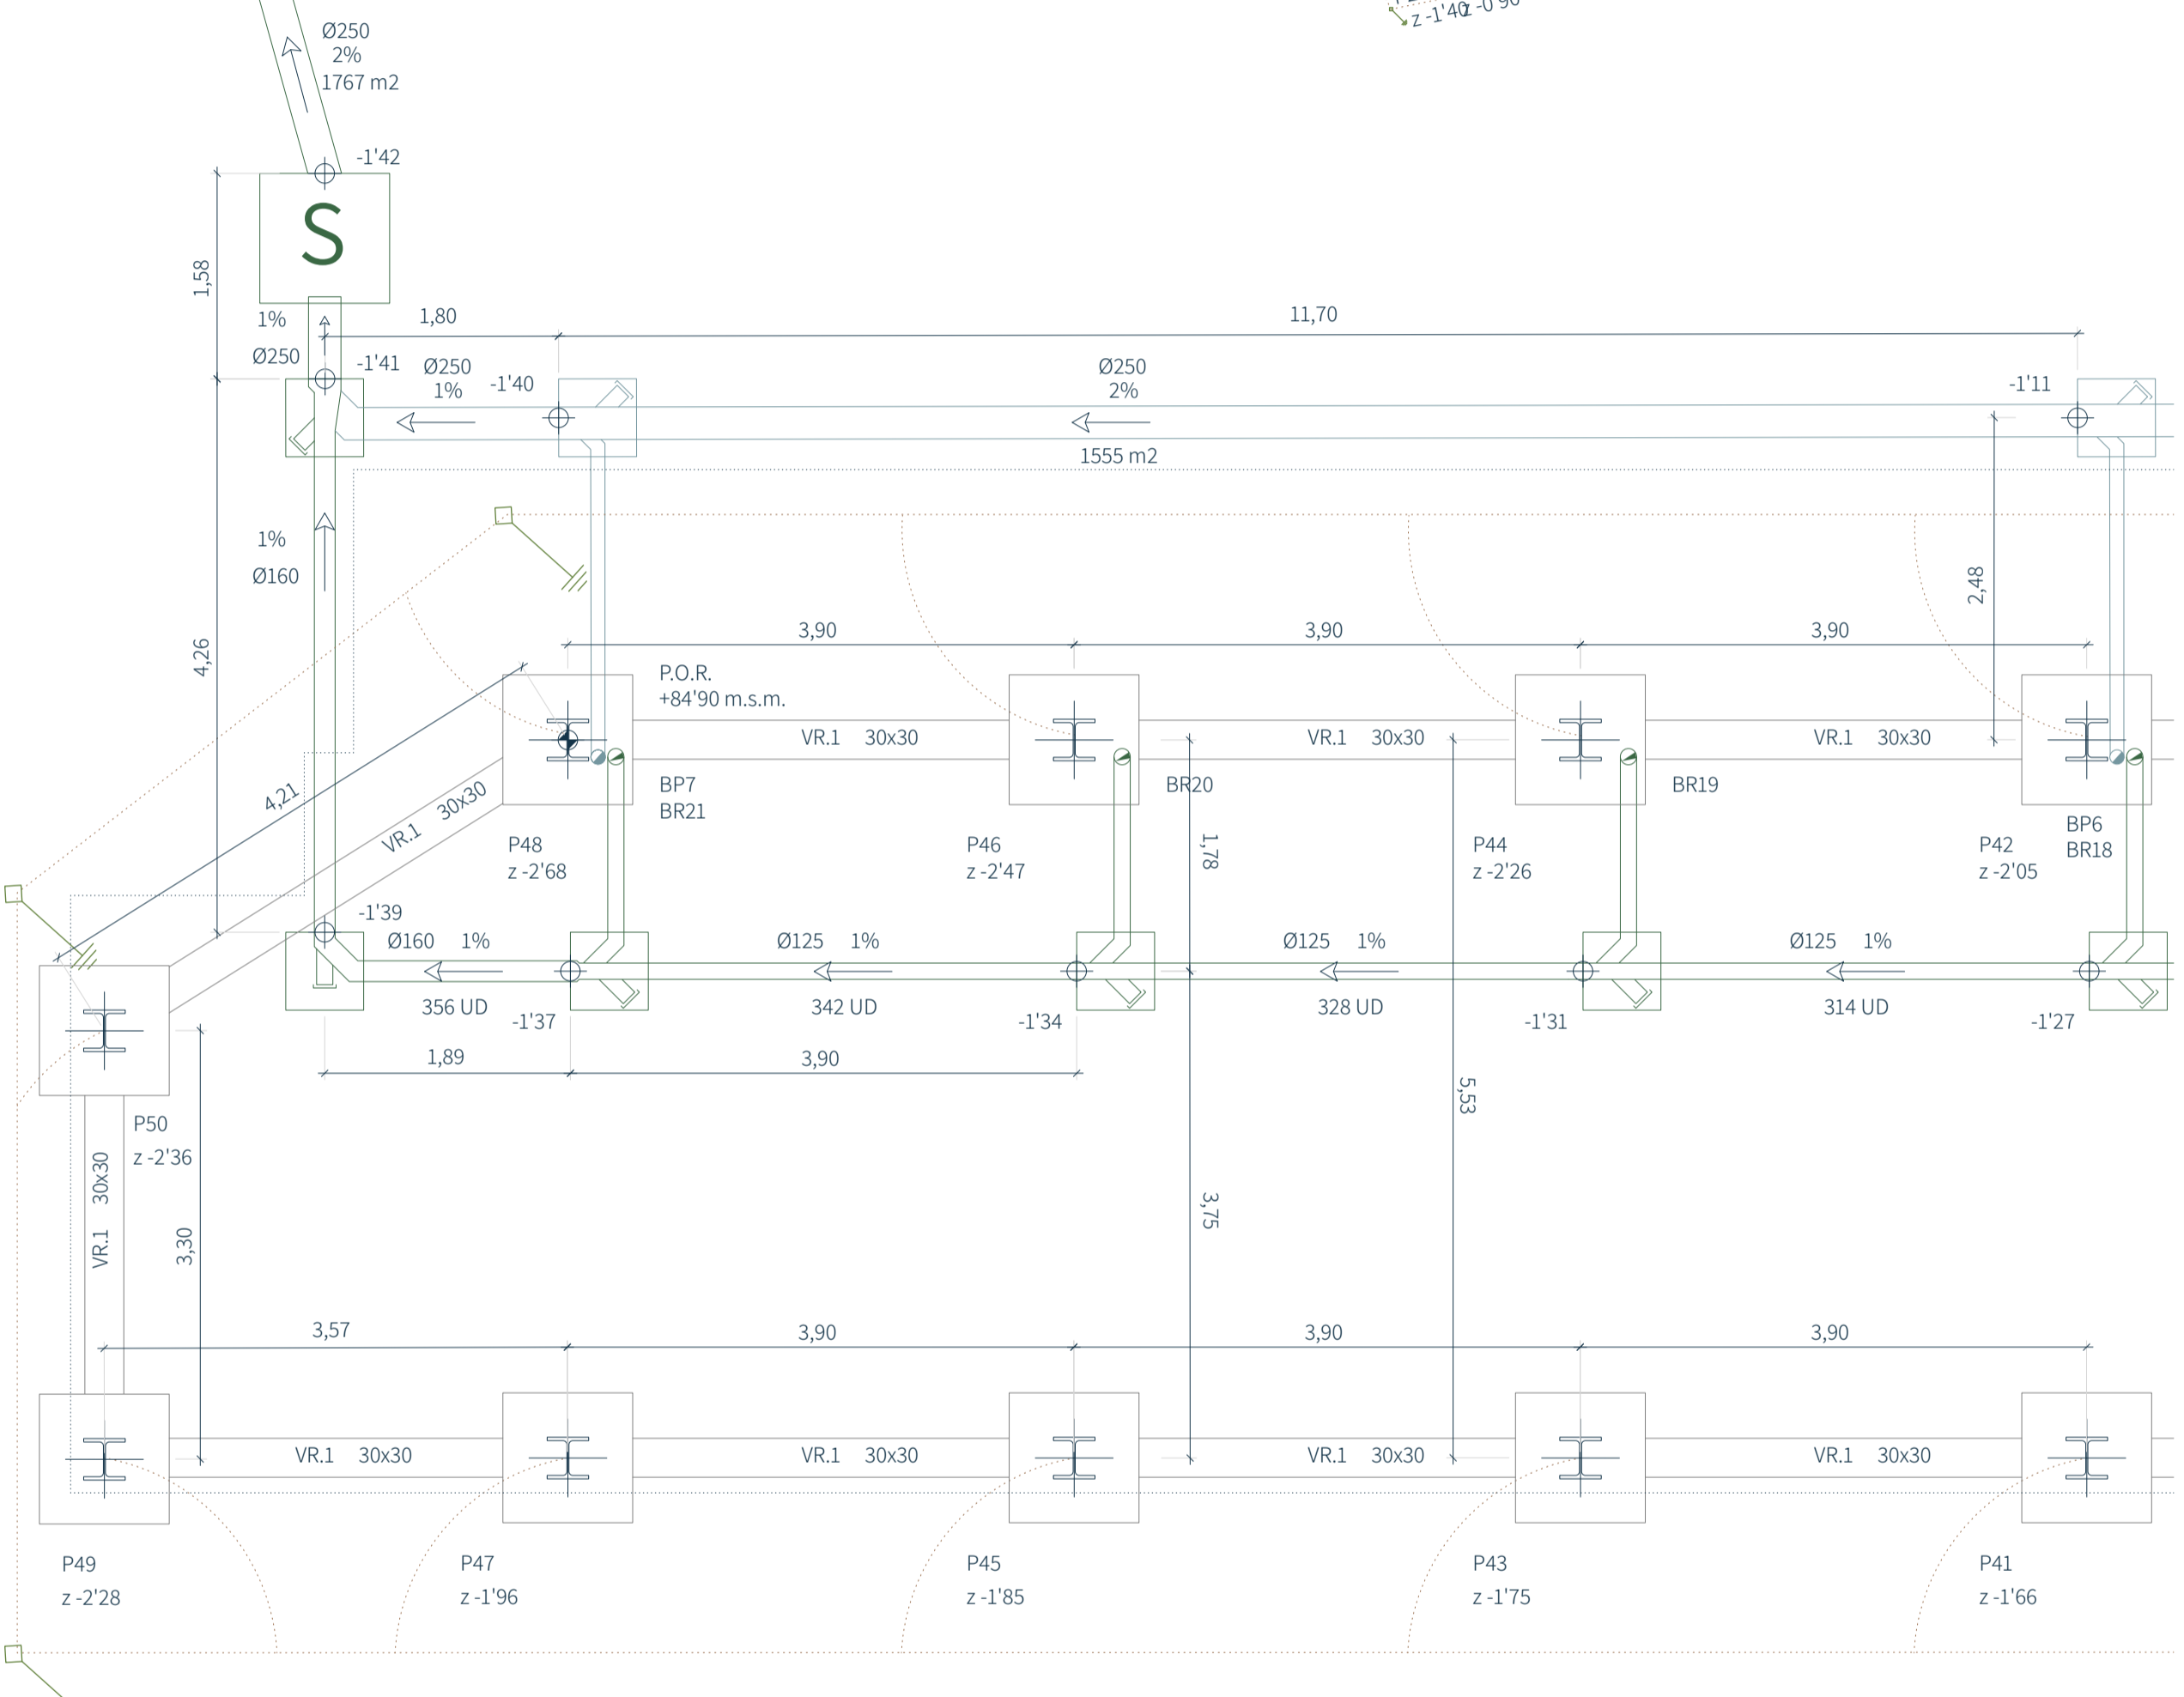 z -1'40
z -0'90
Ø250
2%
1767 m2
-1'42
S
1,58
1%
Ø250
-1'41
1,80
11,70
Ø250
1%
-1'40
Ø250
2%
1555 m2
-1'11
1%
Ø160
4,26
2,48
3,90
3,90
3,90
P.O.R.
+84'90 m.s.m.
VR.1 30x30
VR.1 30x30
VR.1 30x30
4,21
VR.1 30x30
BP7
BR21
BR20
BR19
BP6
BR18
P48
z -2'68
P46
z -2'47
1,78
P44
z -2'26
P42
z -2'05
-1'39
Ø160 1%
Ø125 1%
Ø125 1%
Ø125 1%
356 UD
342 UD
328 UD
314 UD
-1'37
-1'34
-1'31
-1'27
1,89
3,90
5,53
P50
z -2'36
VR.1 30x30
3,30
3,75
3,57
3,90
3,90
3,90
VR.1 30x30
VR.1 30x30
VR.1 30x30
VR.1 30x30
P49
z -2'28
P47
z -1'96
P45
z -1'85
P43
z -1'75
P41
z -1'66